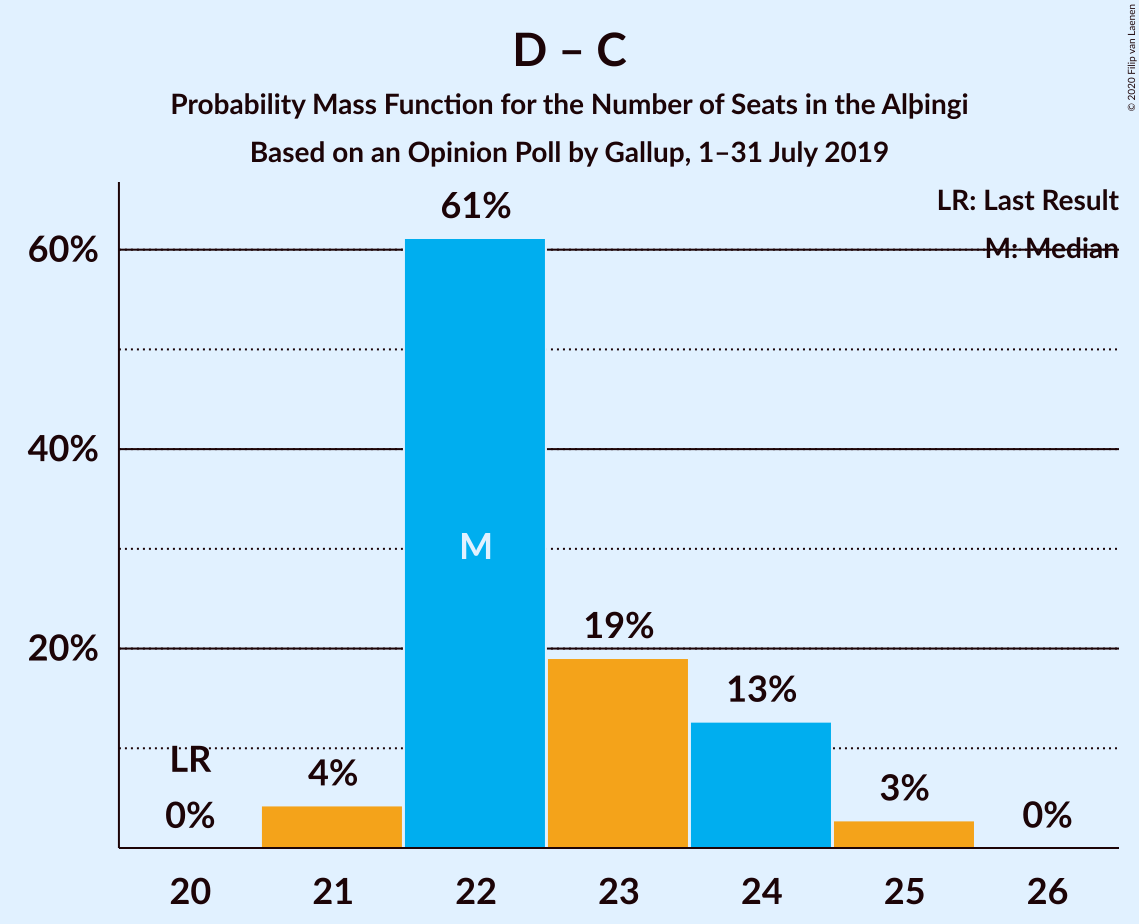 D – C
Probability Mass Function for the Number of Seats in the Alþingi
Based on an Opinion Poll by Gallup, 1–31 July 2019
© 2020 Filip van Laenen
LR: Last Result
M: Median
60%
40%
20%
61%
M
19%
13%
LR
0%
4%
3%
0%
20
21
22
23
24
25
26